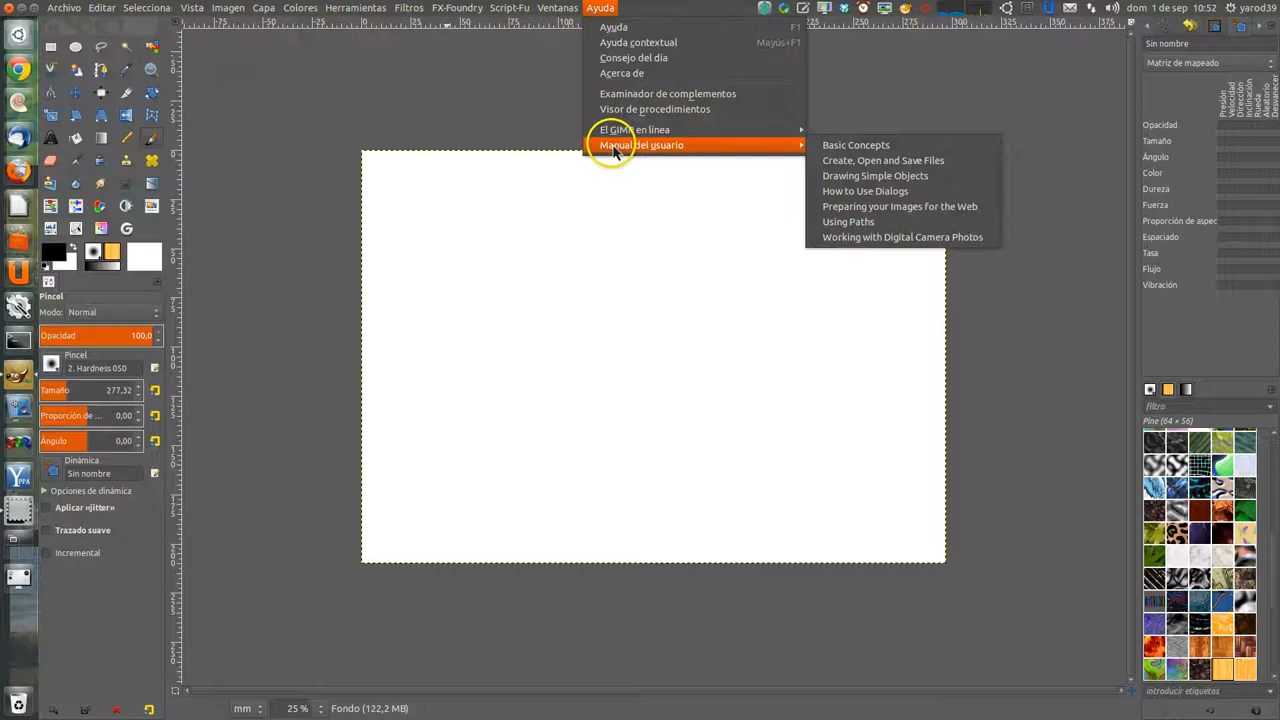 Archivo Editar Selecciona Vista Imagen Capa Colores Herramientas Filtros FX-Foundry Script-Fu Ventanas Ayuda
dom 1 de sep 10:52 yarod39
Ayuda F1
Ayuda contextual Mayús+F1
Consejo del día
Acerca de
Examinador de complementos
Visor de procedimientos
El GIMP en línea
Manual del usuario
Basic Concepts
Create, Open and Save Files
Drawing Simple Objects
How to Use Dialogs
Preparing your Images for the Web
Using Paths
Working with Digital Camera Photos
Pincel
Modo: Normal
Opacidad 100,0
Pincel
2. Hardness 050
Tamaño 277,32
Proporción de ... 0,00
Ángulo 0,00
Dinámica
Sin nombre
Opciones de dinámica
Aplicar «jitter»
Trazado suave
Incremental
mm 25 % Fondo (122,2 MB)
Sin nombre
Matriz de mapeado
Presión
Velocidad
Dirección
Inclinación
Rueda
Aleatorio
Opacidad
Tamaño
Ángulo
Color
Dureza
Fuerza
Proporción de aspec
Espaciado
Tasa
Flujo
Vibración
filtro
Pine (64 × 56)
introducir etiquetas